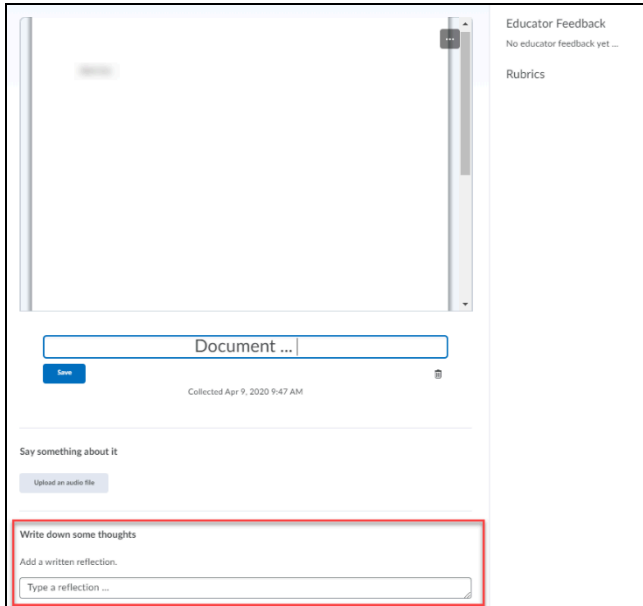 Educator Feedback
No educator feedback yet ...
Rubrics
...
Document ...
Save
Collected Apr 9, 2020 9:47 AM
Say something about it
Upload an audio file
Write down some thoughts
Add a written reflection.
Type a reflection ...